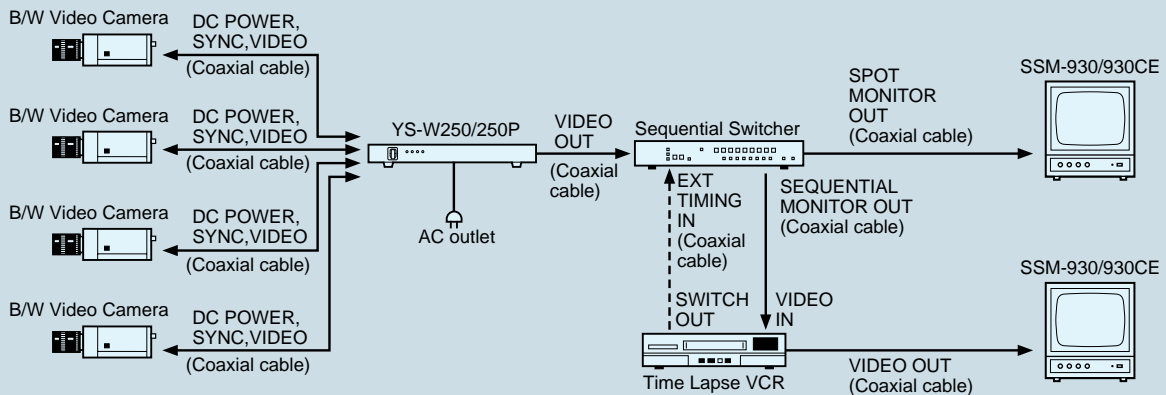 B/W Video Camera
DC POWER,
SYNC,VIDEO
(Coaxial cable)
B/W Video Camera
DC POWER,
SYNC,VIDEO
(Coaxial cable)
B/W Video Camera
DC POWER,
SYNC,VIDEO
(Coaxial cable)
B/W Video Camera
DC POWER,
SYNC,VIDEO
(Coaxial cable)
YS-W250/250P
AC outlet
VIDEO
OUT
(Coaxial
cable)
Sequential Switcher
SPOT
MONITOR
OUT
(Coaxial cable)
SSM-930/930CE
EXT
TIMING
IN
(Coaxial
cable)
SEQUENTIAL
MONITOR OUT
(Coaxial cable)
SWITCH
OUT
VIDEO
IN
Time Lapse VCR
VIDEO OUT
(Coaxial cable)
SSM-930/930CE